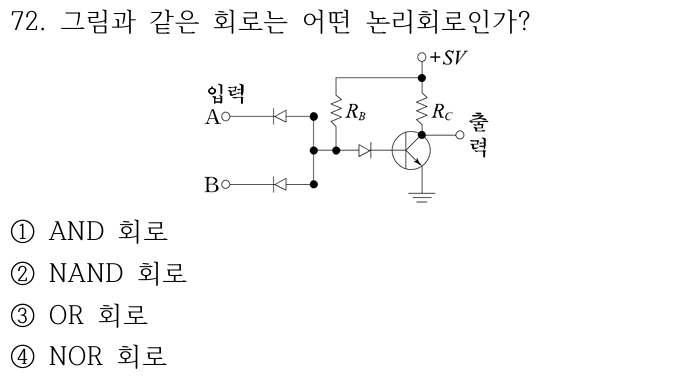 72. 그림과 같은 회로는 어떤 논리회로인가?
+SV
입력
A
R_B
R_C
출력
B
① AND 회로
② NAND 회로
③ OR 회로
④ NOR 회로